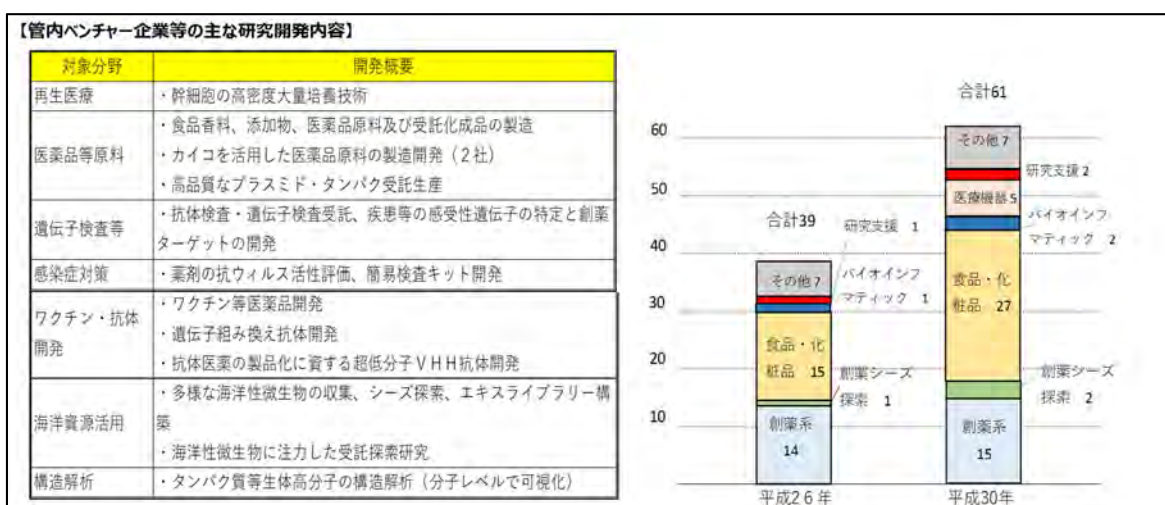 【管内ベンチャー企業等の主な研究開発内容】
対象分野
開発概要
再生医療
・幹細胞の高密度大量培養技術
医薬品等原料
・食品香料、添加物、医薬品原料及び受託化成品の製造
・カイコを活用した医薬品原料の製造開発（２社）
・高品質なプラスミド・タンパク受託生産
遺伝子検査等
・抗体検査・遺伝子検査受託、疾患等の感受性遺伝子の特定と創薬
ターゲットの開発
感染症対策
・薬剤の抗ウィルス活性評価、簡易検査キット開発
ワクチン・抗体
開発
・ワクチン等医薬品開発
・遺伝子組み換え抗体開発
・抗体医薬の製品化に資する超低分子ＶＨＨ抗体開発
海洋資源活用
・多様な海洋性微生物の収集、シーズ探索、エキスライブラリー構
築
・海洋性微生物に注力した受託探索研究
構造解析
・タンパク質等生体高分子の構造解析（分子レベルで可視化）
60
50
40
30
20
10
合計39
その他 7
研究支援 1
バイオインフ
マティック 1
食品・化
粧品 15
創薬シーズ
探索 1
創薬系
14
平成２６年
合計61
その他 7
研究支援 2
医療機器 5
バイオインフ
マティック 2
食品・化
粧品 27
創薬シーズ
探索 2
創薬系
15
平成30年